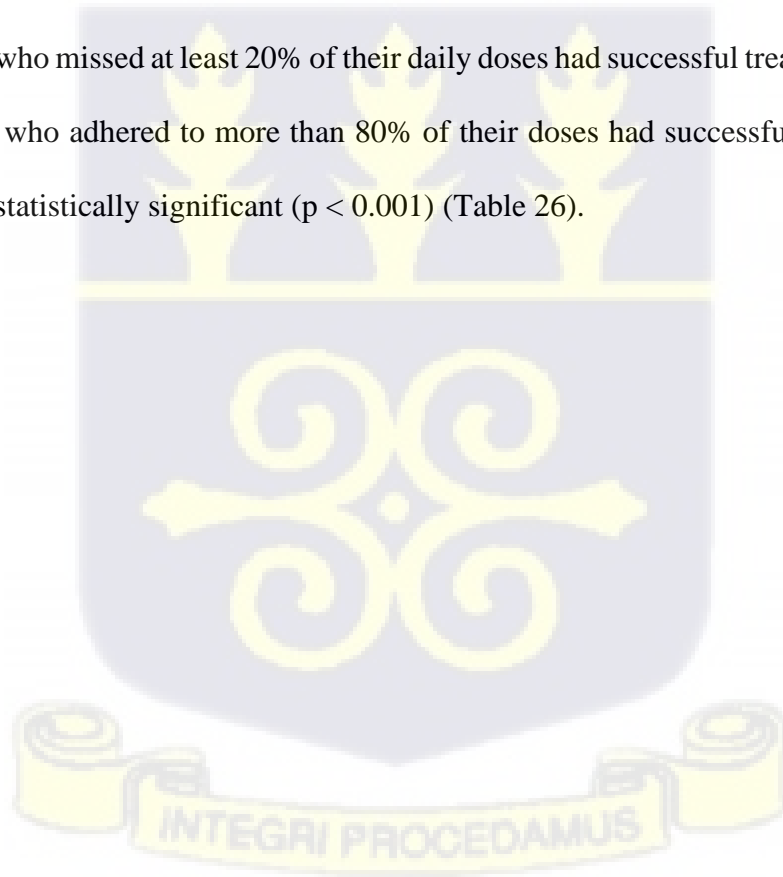 who missed at least 20% of their daily doses had successful trea
who adhered to more than 80% of their doses had successfu
statistically significant (p < 0.001) (Table 26).
INTEGRI PROCEDAMUS